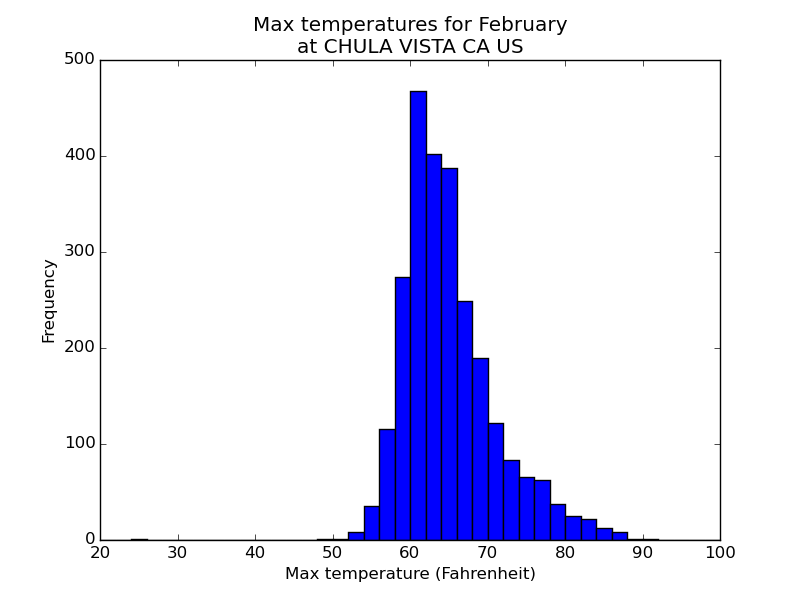 Max temperatures for February
at CHULA VISTA CA US
500
400
300
200
100
0
Frequency
20 30 40 50 60 70 80 90 100
Max temperature (Fahrenheit)